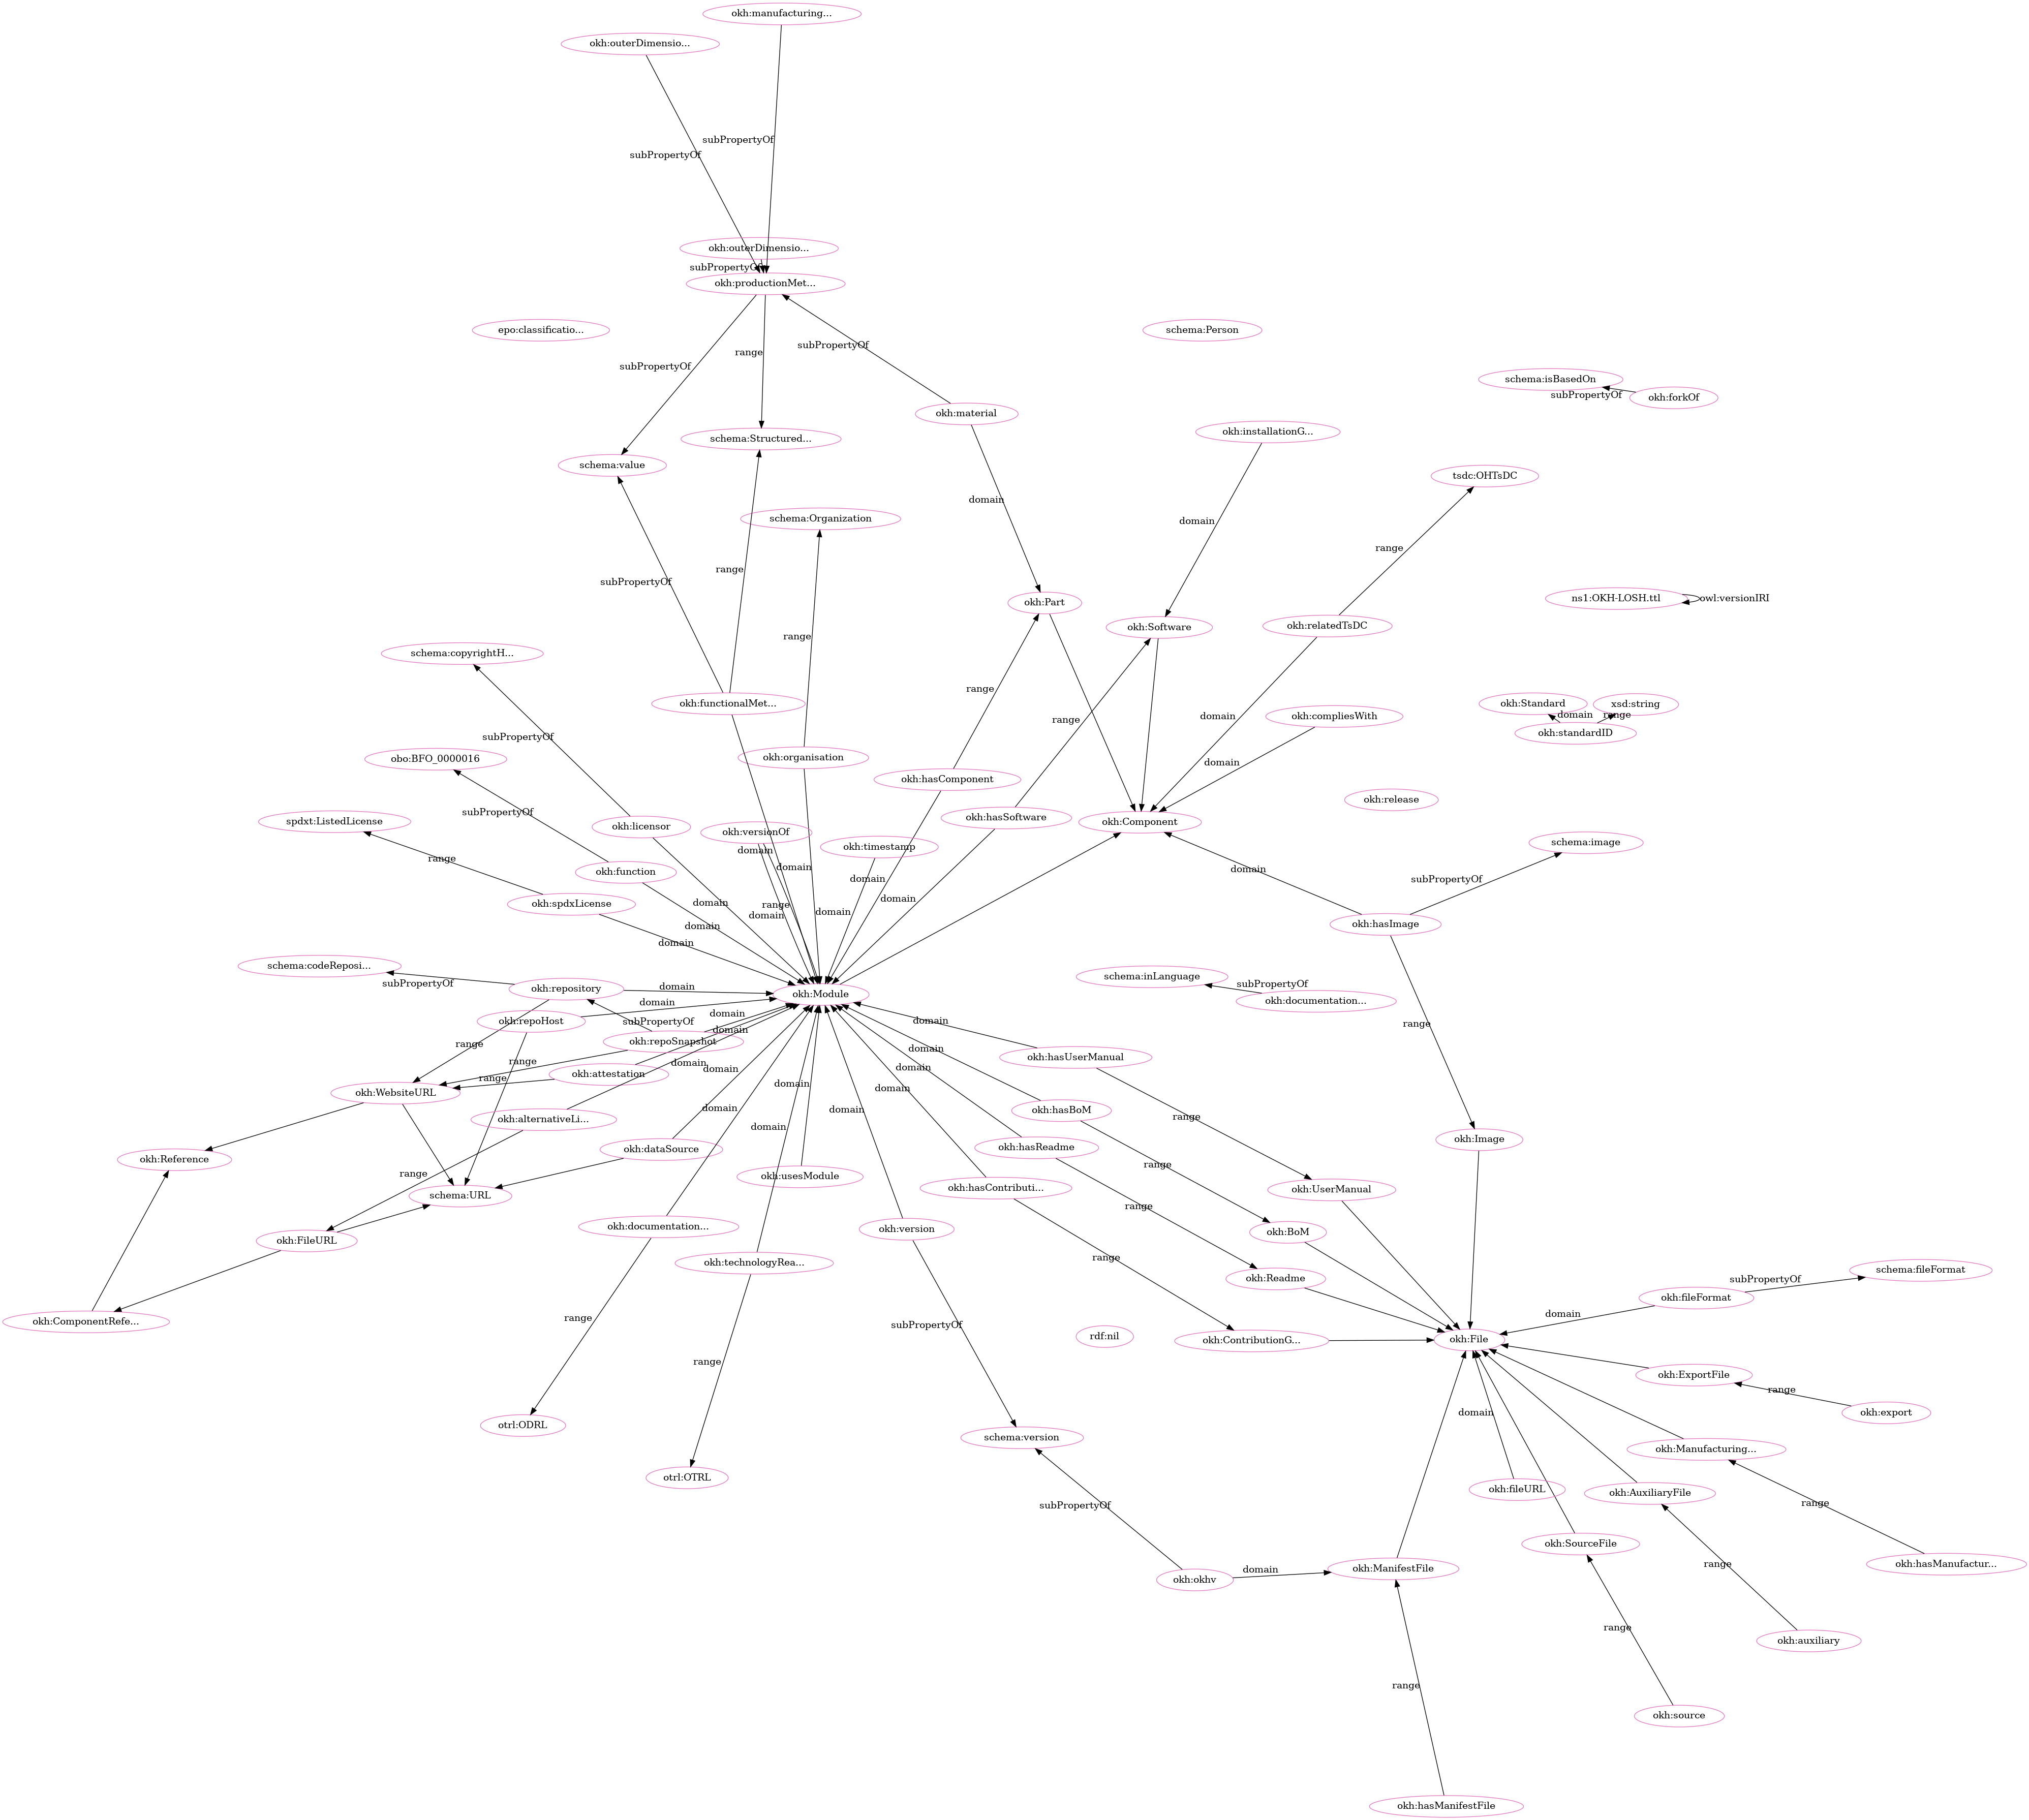 okh:manufacturing...
okh:outerDimensio...
subPropertyOf
subPropertyOf
okh:outerDimensio...
subPropertyOf
okh:productionMet...
epo:classificatio...
schema:Person
subPropertyOf
range
subPropertyOf
schema:isBasedOn
subPropertyOf
okh:forkOf
okh:material
okh:installationG...
schema:Structured...
schema:value
tsdc:OHTsDC
domain
schema:Organization
domain
range
subPropertyOf
range
okh:Part
okh:Software
okh:relatedTsDC
ns1:OKH-LOSH.ttl
owl:versionIRI
range
schema:copyrightH...
range
okh:functionalMet...
range
domain
okh:compliesWith
okh:Standard
xsd:string
domain
range
okh:standardID
subPropertyOf
obo:BFO_0000016
okh:organisation
okh:hasComponent
domain
okh:release
subPropertyOf
spdxt:ListedLicense
okh:licensor
okh:versionOf
okh:hasSoftware
okh:Component
okh:timestamp
domain
schema:image
range
okh:function
domain
domain
domain
subPropertyOf
okh:spdxLicense
domain
range
domain
domain
domain
domain
okh:hasImage
domain
schema:codeReposi...
subPropertyOf
okh:repository
domain
okh:Module
schema:inLanguage
subPropertyOf
okh:documentation...
okh:repoHost
domain
domain
subPropertyOf
domain
domain
range
okh:repoSnapshot
range
range
domain
domain
okh:hasUserManual
range
okh:attestation
domain
domain
domain
okh:WebsiteURL
domain
domain
domain
okh:alternativeLi...
okh:hasBoM
range
domain
okh:Image
okh:dataSource
okh:hasReadme
range
okh:Reference
range
okh:usesModule
okh:hasContributi...
okh:UserManual
schema:URL
range
okh:documentation...
okh:version
okh:BoM
okh:FileURL
range
okh:technologyRea...
okh:Readme
schema:fileFormat
subPropertyOf
okh:fileFormat
domain
okh:ComponentRefe...
range
subPropertyOf
rdf:nil
okh:ContributionG...
okh:File
range
okh:ExportFile
range
okh:export
otrl:ODRL
schema:version
domain
okh:Manufacturing...
otrl:OTRL
okh:fileURL
okh:AuxiliaryFile
range
subPropertyOf
okh:SourceFile
okh:hasManufactur...
range
okh:okhv
domain
okh:ManifestFile
range
okh:auxiliary
range
okh:source
okh:hasManifestFile